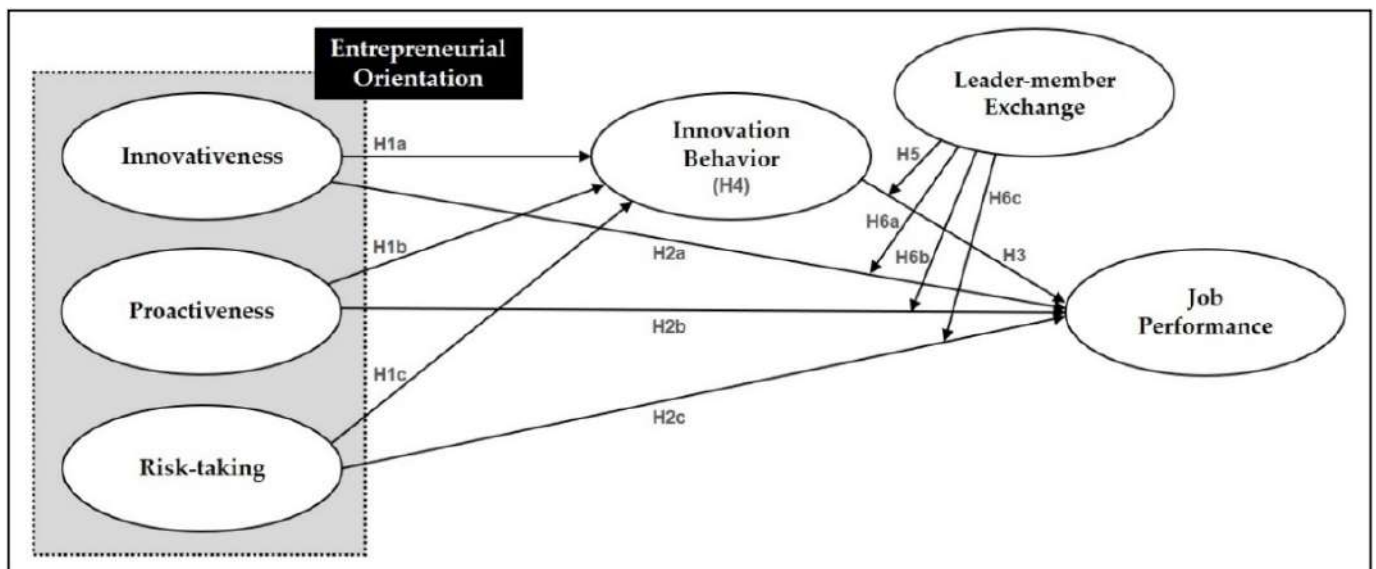 Entrepreneurial
Orientation
Leader-member
Exchange
Innovativeness
H1a
Innovation
Behavior
(H4)
H5
H6a
H6c
H1b
H2a
H6b
H3
Proactiveness
H2b
Job
Performance
H1c
H2c
Risk-taking